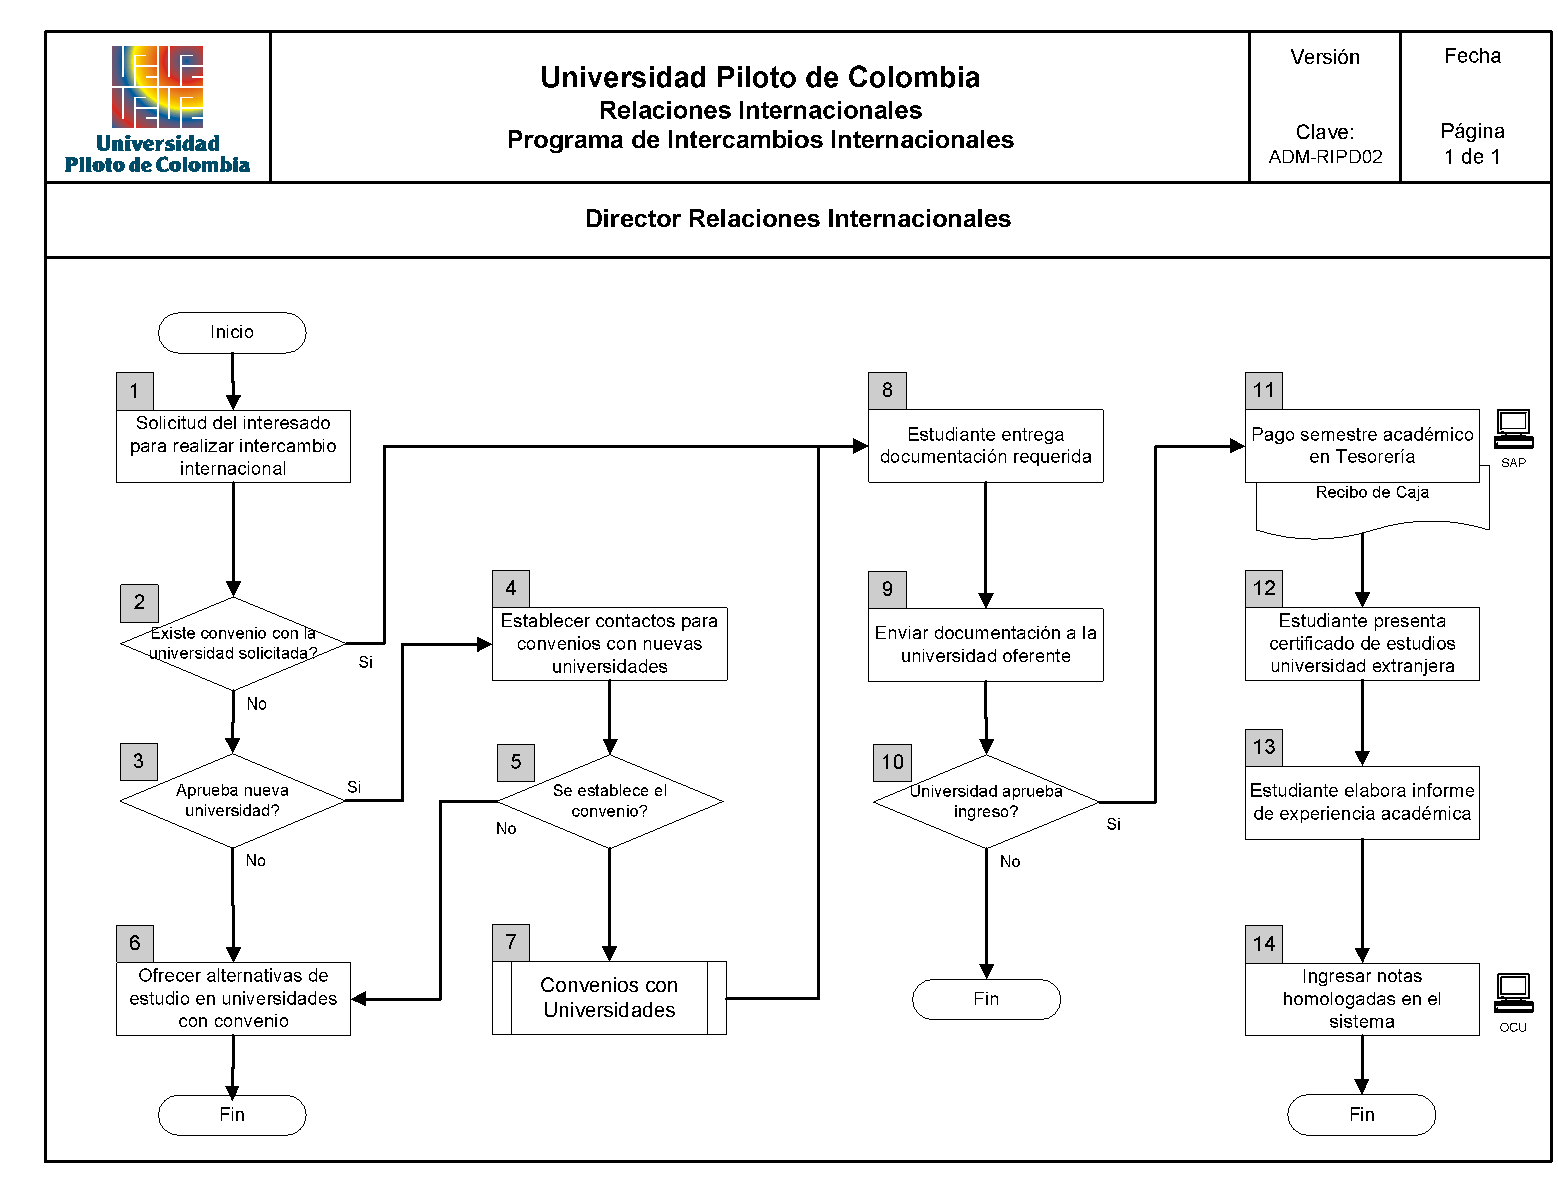 Universidad
Piloto de Colombia
Universidad Piloto de Colombia
Relaciones Internacionales
Programa de Intercambios Internacionales
Versión
Clave:
ADM-RIPD02
Fecha
Página
1 de 1
Director Relaciones Internacionales
Inicio
1
Solicitud del interesado
para realizar intercambio
internacional
2
Existe convenio con la
universidad solicitada?
Si
No
3
Aprueba nueva
universidad?
Si
No
4
Establecer contactos para
convenios con nuevas
universidades
5
Se establece el
convenio?
No
6
Ofrecer alternativas de
estudio en universidades
con convenio
Fin
7
Convenios con
Universidades
8
Estudiante entrega
documentación requerida
9
Enviar documentación a la
universidad oferente
10
Universidad aprueba
ingreso?
Si
No
Fin
11
Pago semestre académico
en Tesorería
SAP
Recibo de Caja
12
Estudiante presenta
certificado de estudios
universidad extranjera
13
Estudiante elabora informe
de experiencia académica
14
Ingresar notas
homologadas en el
sistema
OCU
Fin